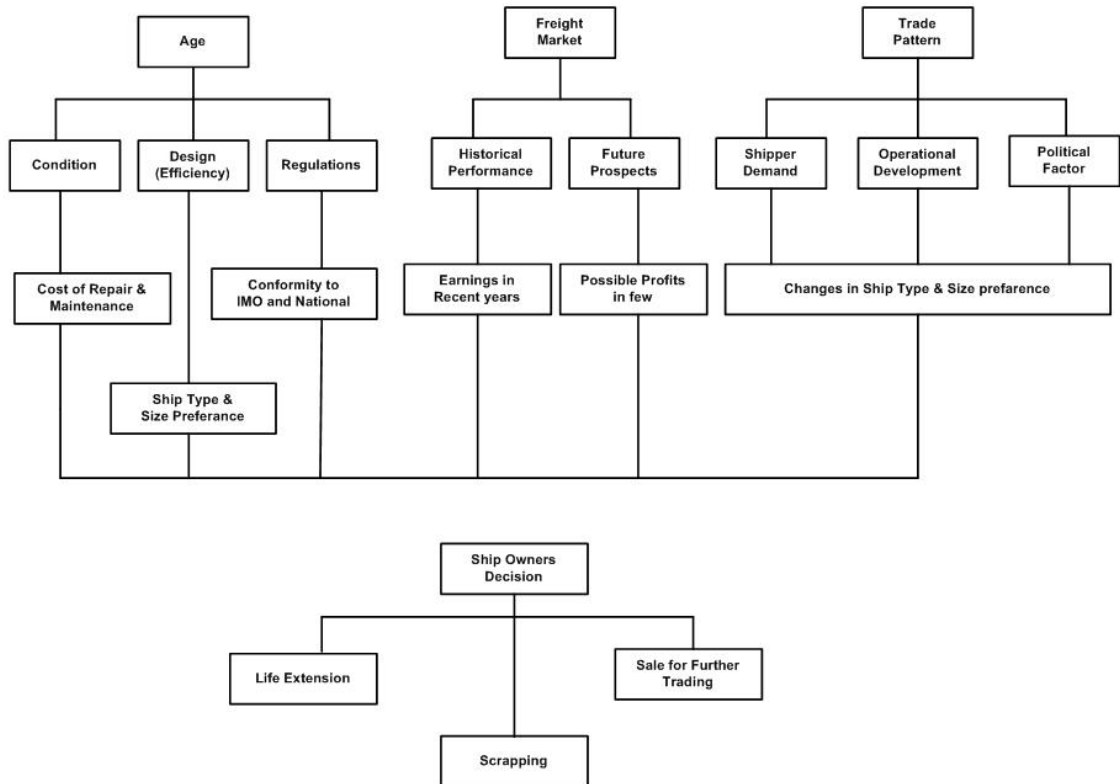 Age
Freight
Market
Trade
Pattern
Condition
Design
(Efficiency)
Regulations
Historical
Performance
Future
Prospects
Shipper
Demand
Operational
Development
Political
Factor
Cost of Repair &
Maintenance
Conformity to
IMO and National
Earnings in
Recent years
Possible Profits
in few
Changes in Ship Type & Size prefarence
Ship Type &
Size Preferance
Ship Owners
Decision
Life Extension
Sale for Further
Trading
Scrapping